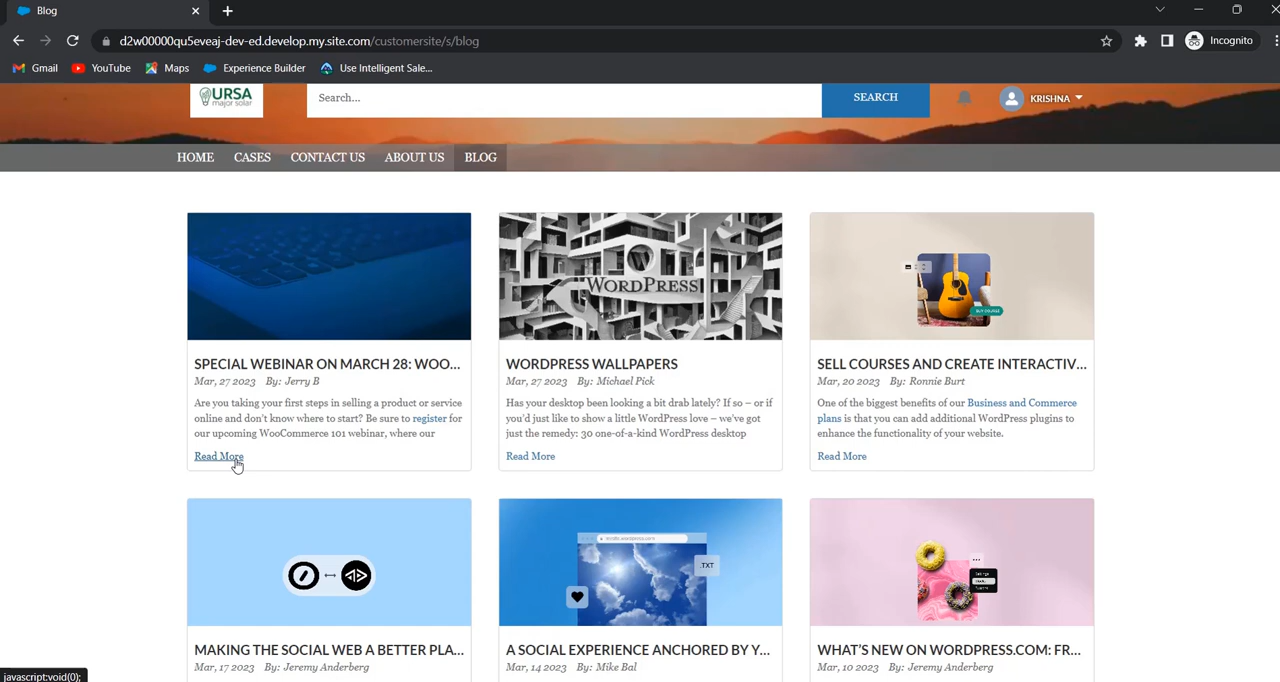 Blog
d2w00000qu5eveaj-dev-ed.develop.my.site.com/customersite/s/blog
Incognito
Gmail
YouTube
Maps
Experience Builder
Use Intelligent Sale...
URSA
major solar
Search...
SEARCH
KRISHNA
HOME
CASES
CONTACT US
ABOUT US
BLOG
WORDPRESS
BUY COURSE
SPECIAL WEBINAR ON MARCH 28: WOO...
Mar, 27 2023 By: Jerry B
Are you taking your first steps in selling a product or service
online and don't know where to start? Be sure to register for
our upcoming WooCommerce 101 webinar, where our
Read More
WORDPRESS WALLPAPERS
Mar, 27 2023 By: Michael Pick
Has your desktop been looking a bit drab lately? If so – or if
you'd just like to show a little WordPress love – we've got
just the remedy: 30 one-of-a-kind WordPress desktop
Read More
SELL COURSES AND CREATE INTERACTIV...
Mar, 20 2023 By: Ronnie Burt
One of the biggest benefits of our Business and Commerce
plans is that you can add additional WordPress plugins to
enhance the functionality of your website.
Read More
.TXT
MAKING THE SOCIAL WEB A BETTER PLA...
Mar, 17 2023 By: Jeremy Anderberg
A SOCIAL EXPERIENCE ANCHORED BY Y...
Mar, 14 2023 By: Mike Bal
WHAT'S NEW ON WORDPRESS.COM: FR...
Mar, 10 2023 By: Jeremy Anderberg
javascript:void(0);